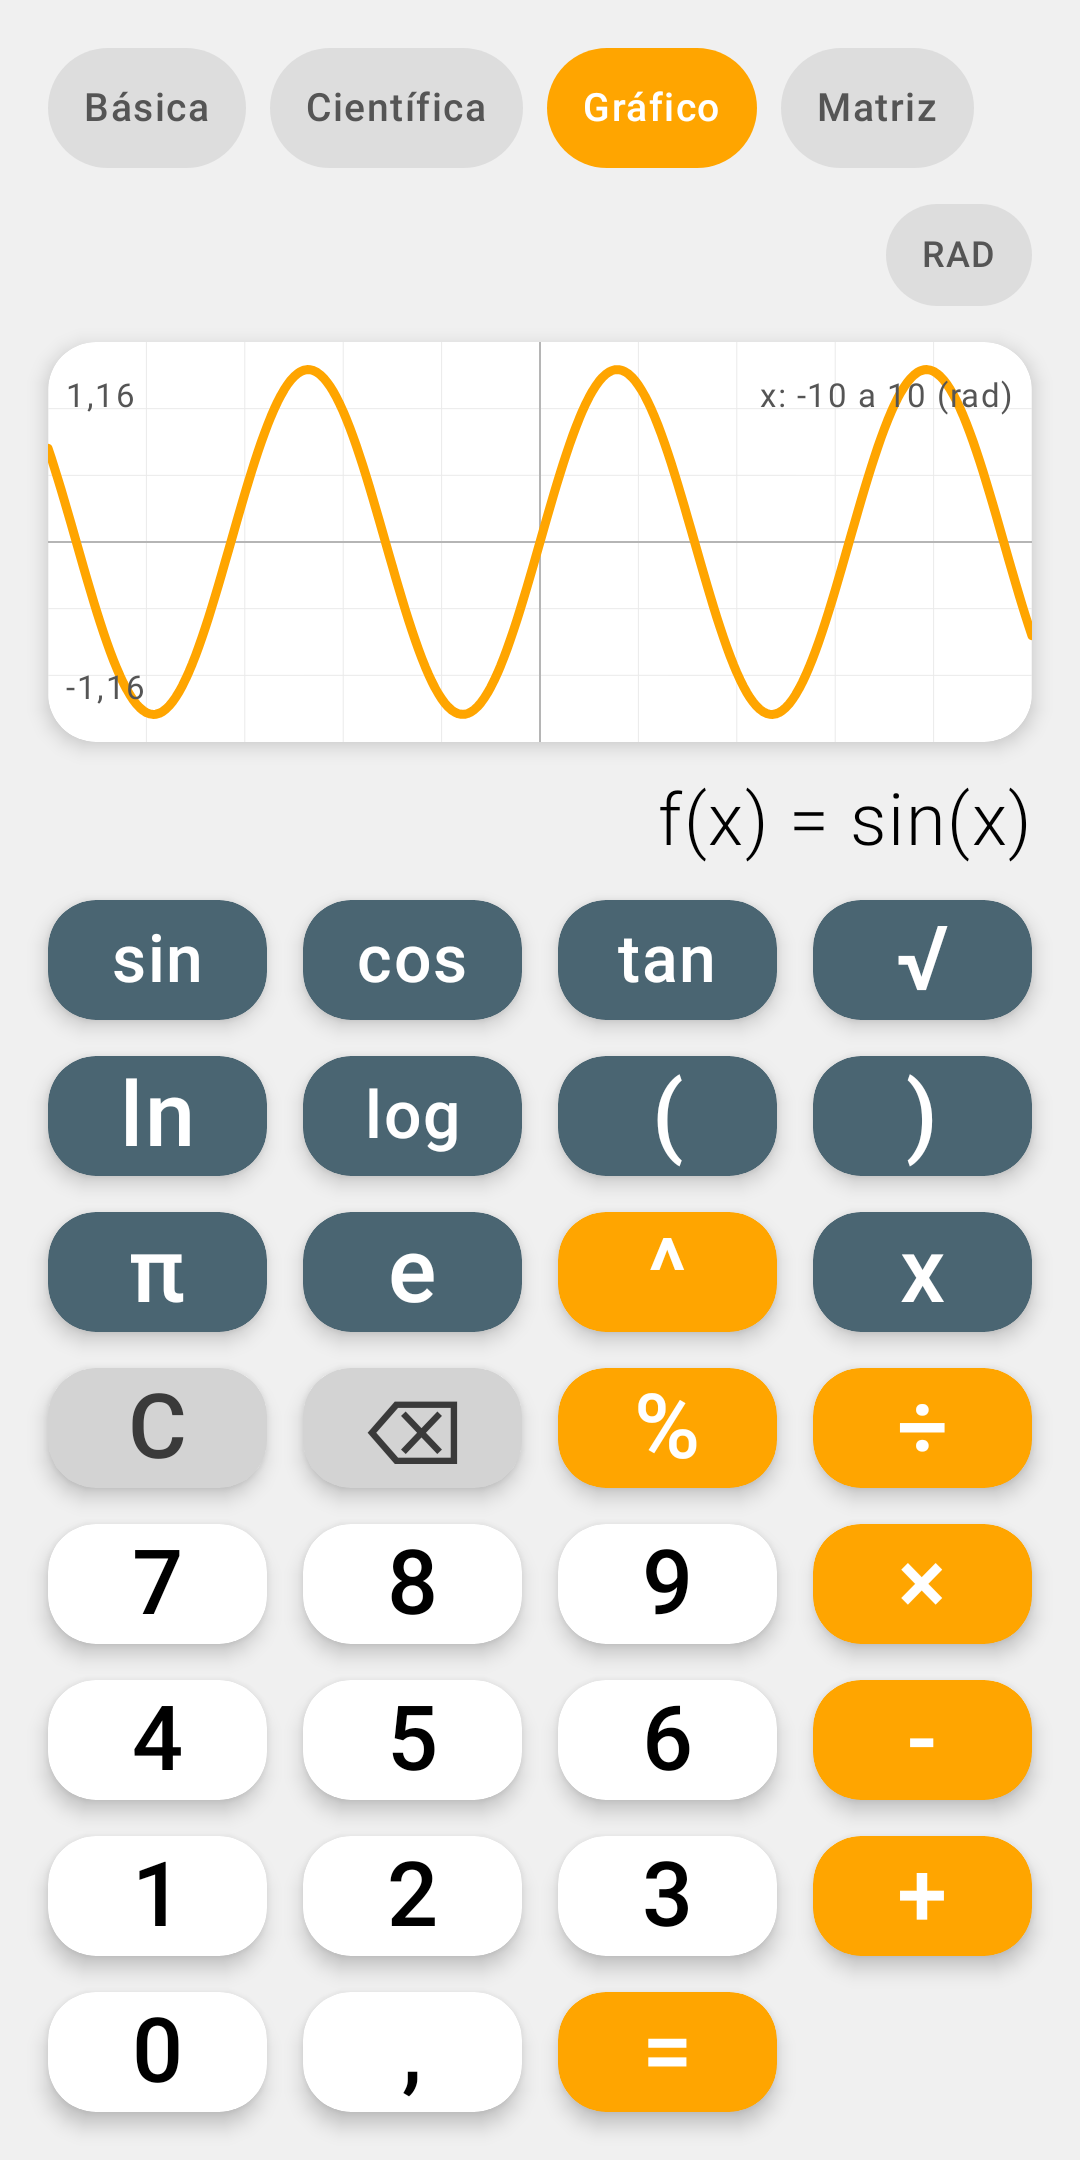 Básica Científica Gráfico Matriz
RAD
1,16 x: -10 a 10 (rad)
-1,16
f(x) = sin(x)
sin cos tan √
ln log ( )
π e ^ x
C ⌫ % ÷
7 8 9 ×
4 5 6 -
1 2 3 +
0 , =